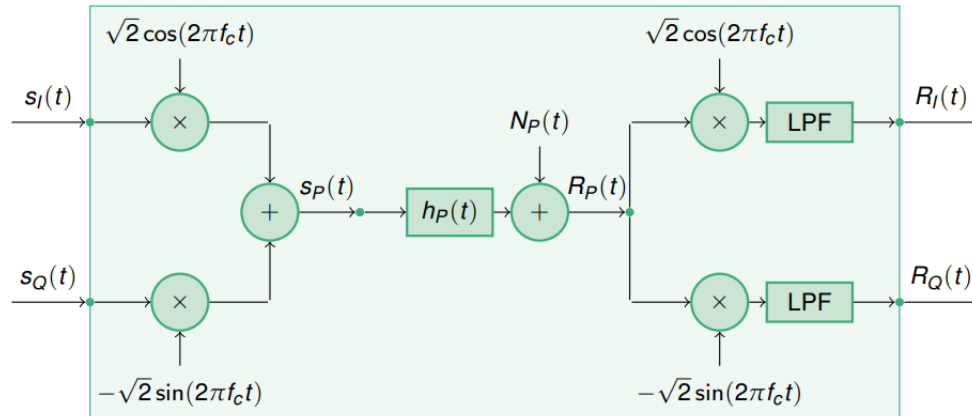 √2 cos(2πf_c t) √2 cos(2πf_c t)
s_I(t) × N_P(t) × LPF R_I(t)
+ s_P(t) h_P(t) + R_P(t)
s_Q(t) × × LPF R_Q(t)
−√2 sin(2πf_c t) −√2 sin(2πf_c t)